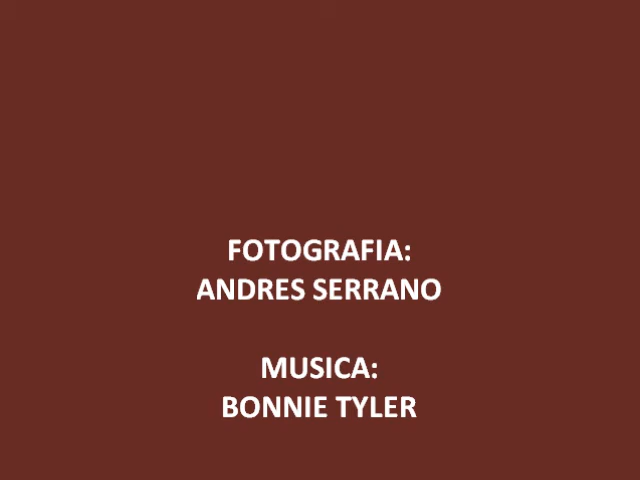 FOTOGRAFIA:
ANDRES SERRANO
MUSICA:
BONNIE TYLER